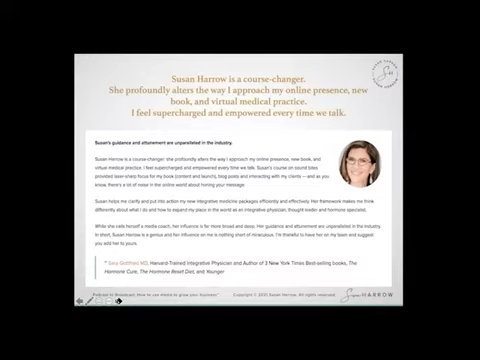 Susan Harrow is a course-changer.
She profoundly alters the way I approach my online presence, new
book, and virtual medical practice.
I feel supercharged and empowered every time we talk.
Susan's guidance and attunement are unparalleled in the industry.
Susan Harrow is a course-changer: she profoundly alters the way I approach my online presence, new book, and
virtual medical practice. I feel supercharged and empowered every time we talk. Susan's course on sound bites
provided laser-sharp focus for my book (content and launch), blog posts and interacting with my clients — and as you
know, there's a lot of noise in the online world about honing your message.
Susan helps me clarify and put into action my new integrative medicine packages efficiently and effectively. Her framework makes me think
differently about what I do and how to expand my place in the world as an integrative physician, thought leader and hormone specialist.
While she calls herself a media coach, her influence is far more broad and deep. Her guidance and attunement are unparalleled in the industry.
In short, Susan Harrow is a genius and her influence on me is nothing short of miraculous. I'm thankful to have her on my team and suggest
you add her to yours.
* Sara Gottfried MD, Harvard-Trained Integrative Physician and Author of 3 New York Times Best-selling books, The
Hormone Cure, The Hormone Reset Diet, and Younger
Podcast to Broadcast: How to use media to grow your business
Copyright © 2021 Susan Harrow. All rights reserved.
Susan HARROW